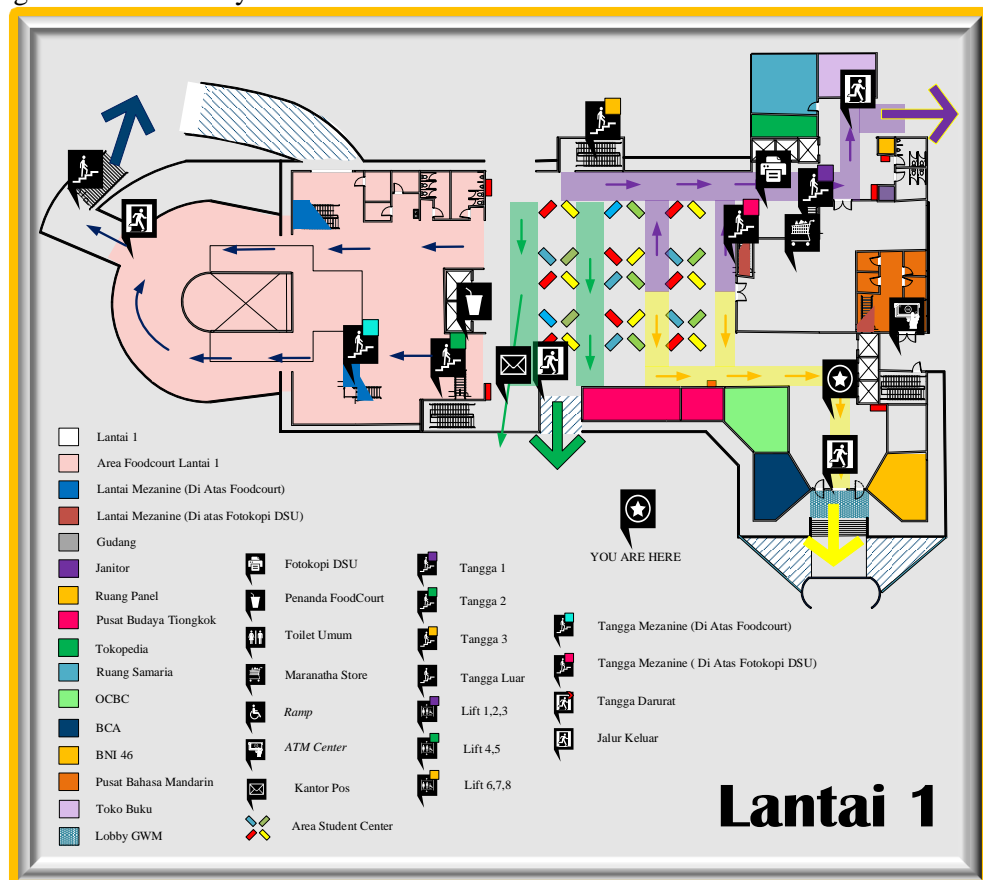 Lantai 1
Area Foodcourt Lantai 1
Lantai Mezanine (Di Atas Foodcourt)
Lantai Mezanine (Di atas Fotokopi DSU)
Gudang
Janitor
Ruang Panel
Pusat Budaya Tiongkok
Tokopedia
Ruang Samaria
OCBC
BCA
BNI 46
Pusat Bahasa Mandarin
Toko Buku
Lobby GWM
Fotokopi DSU
Penanda FoodCourt
Toilet Umum
Maranatha Store
Ramp
ATM Center
Kantor Pos
Area Student Center
Tangga 1
Tangga 2
Tangga 3
Tangga Luar
Lift 1,2,3
Lift 4,5
Lift 6,7,8
YOU ARE HERE
Tangga Mezanine (Di Atas Foodcourt)
Tangga Mezanine ( Di Atas Fotokopi DSU)
Tangga Darurat
Jalur Keluar
Lantai 1